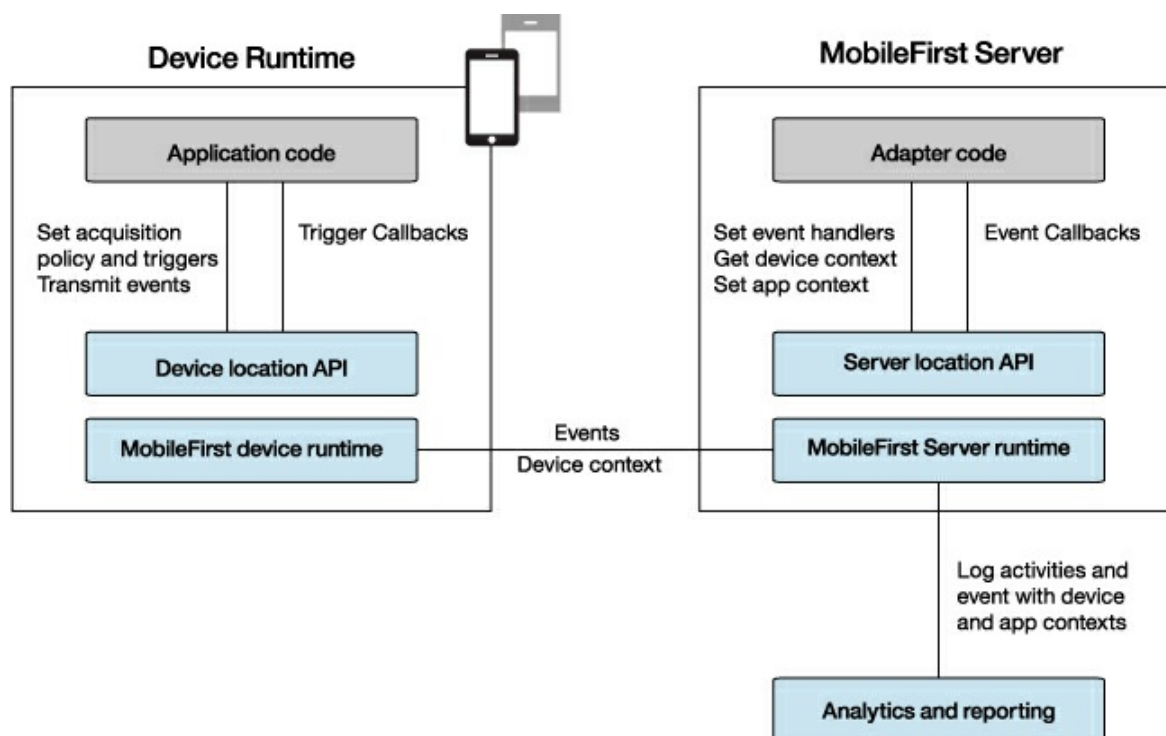 Device Runtime
Application code
Set acquisition
policy and triggers
Transmit events
Trigger Callbacks
Device location API
MobileFirst device runtime
Events
Device context
MobileFirst Server
Adapter code
Set event handlers
Get device context
Set app context
Event Callbacks
Server location API
MobileFirst Server runtime
Log activities and
event with device
and app contexts
Analytics and reporting